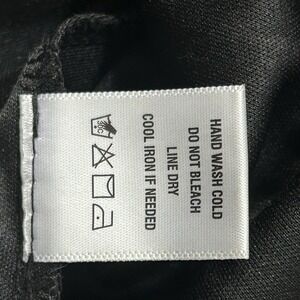 HAND WASH COLD
DO NOT BLEACH
LINE DRY
COOL IRON IF NEEDED